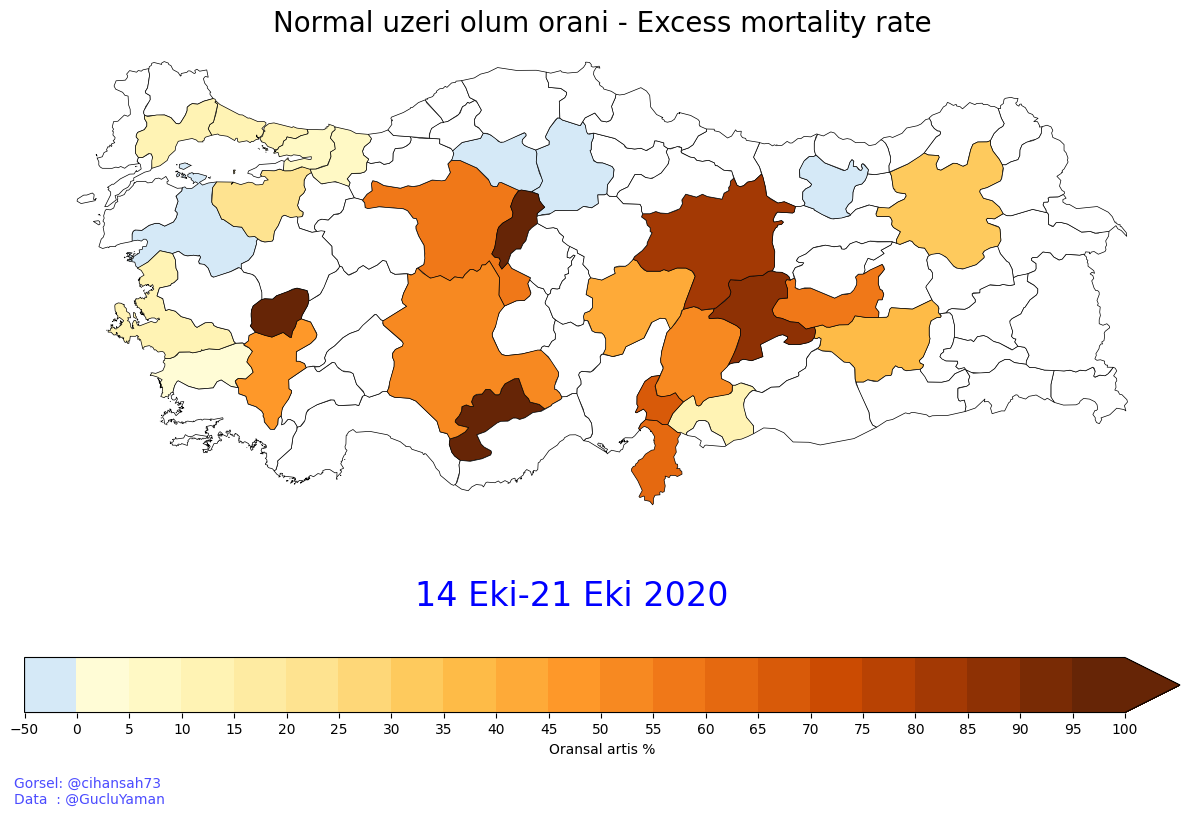 Normal uzeri olum orani - Excess mortality rate
14 Eki-21 Eki 2020
−50 0 5 10 15 20 25 30 35 40 45 50 55 60 65 70 75 80 85 90 95 100
Oransal artis %
Gorsel: @cihansah73
Data  : @GucluYaman